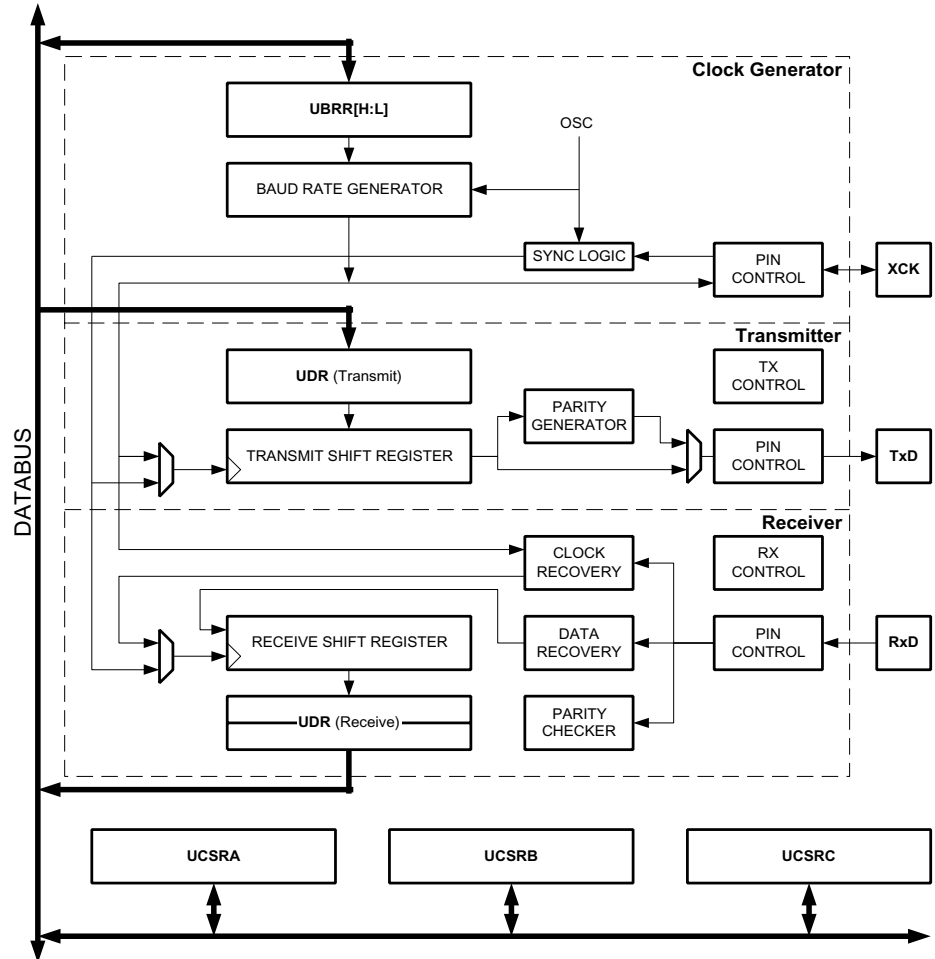 Clock Generator
UBRR[H:L]
OSC
BAUD RATE GENERATOR
SYNC LOGIC
PIN
CONTROL
XCK
Transmitter
UDR (Transmit)
TX
CONTROL
PARITY
GENERATOR
TRANSMIT SHIFT REGISTER
PIN
CONTROL
TxD
DATABUS
Receiver
CLOCK
RECOVERY
RX
CONTROL
RECEIVE SHIFT REGISTER
DATA
RECOVERY
PIN
CONTROL
RxD
UDR (Receive)
PARITY
CHECKER
UCSRA
UCSRB
UCSRC